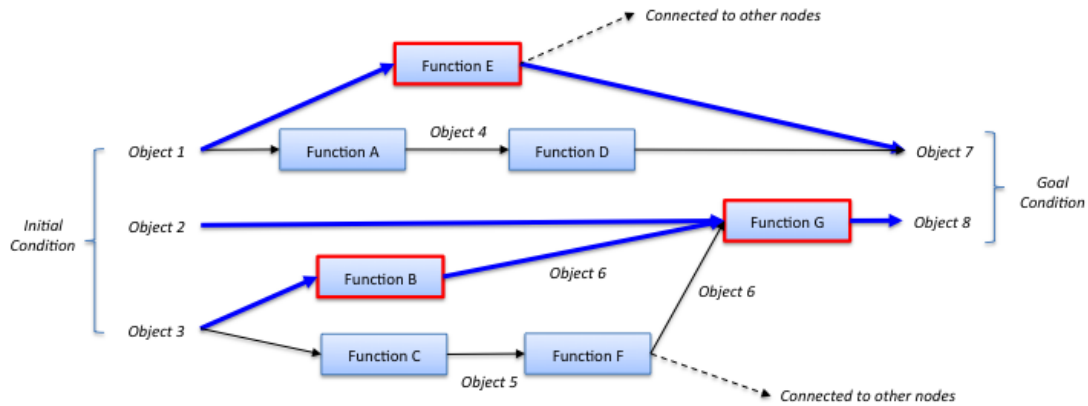 Connected to other nodes
Function E
Object 4
Object 1
Function A
Function D
Object 7
Initial
Condition
Object 2
Function G
Object 8
Goal
Condition
Function B
Object 6
Object 6
Object 3
Function C
Function F
Object 5
Connected to other nodes